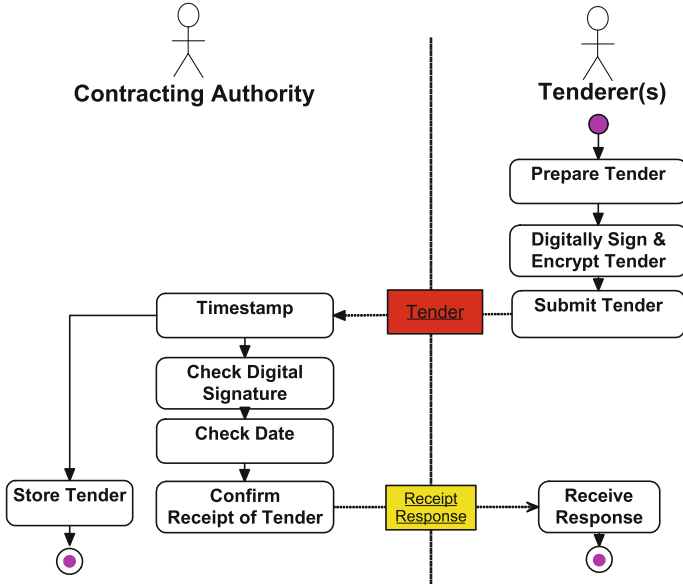 Contracting Authority
Tenderer(s)
Prepare Tender
Digitally Sign &
Encrypt Tender
Timestamp
Tender
Submit Tender
Check Digital
Signature
Check Date
Store Tender
Confirm
Receipt of Tender
Receipt
Response
Receive
Response